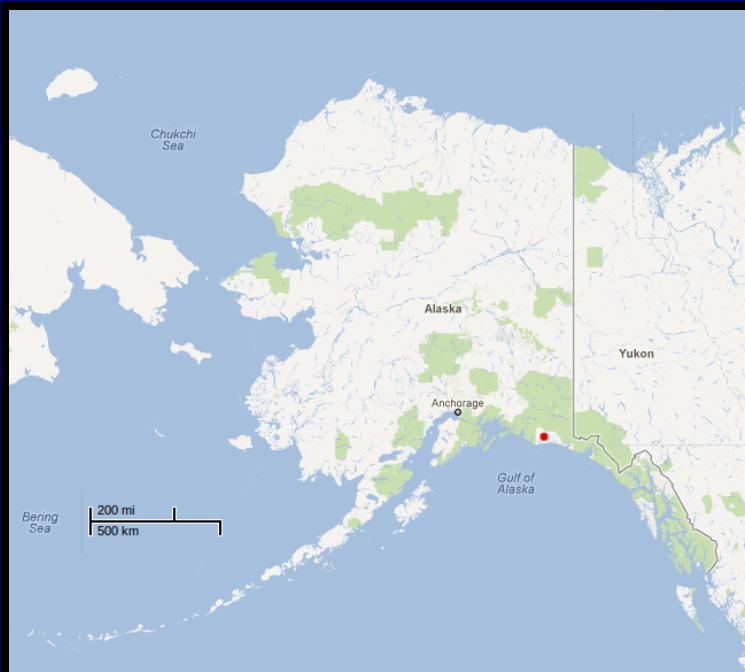 Chukchi
Sea
Alaska
Yukon
Anchorage
Gulf of
Alaska
Bering
Sea
200 mi
500 km